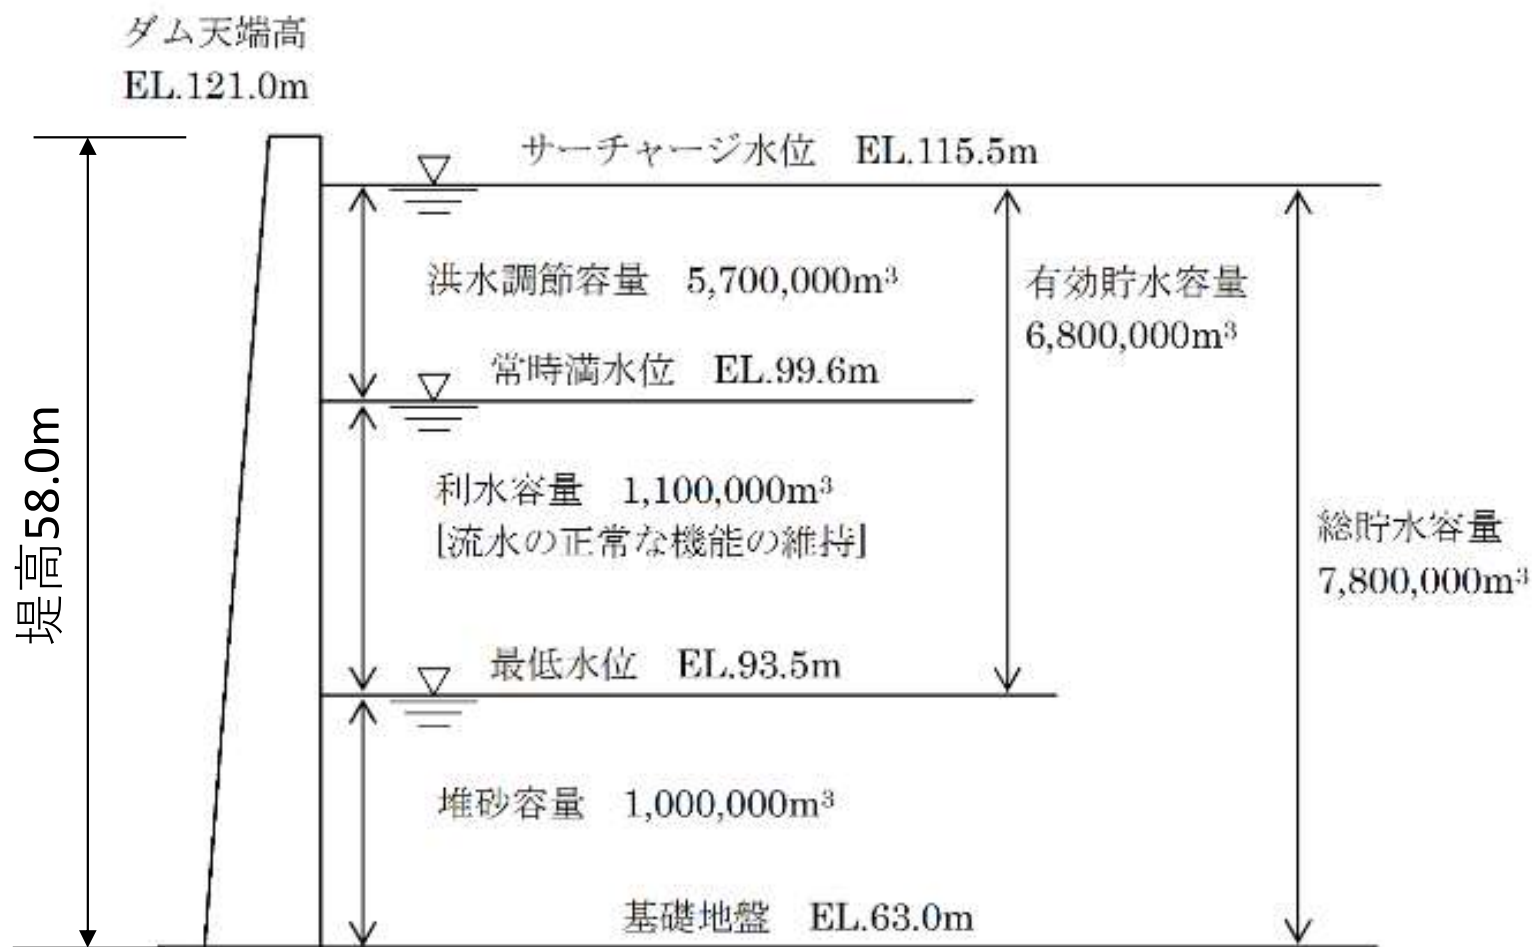 ダム天端高
EL.121.0m
サーチャージ水位　EL.115.5m
洪水調節容量　5,700,000m³
有効貯水容量
6,800,000m³
常時満水位　EL.99.6m
堤高58.0m
利水容量　1,100,000m³
[流水の正常な機能の維持]
総貯水容量
7,800,000m³
最低水位　EL.93.5m
堆砂容量　1,000,000m³
基礎地盤　EL.63.0m